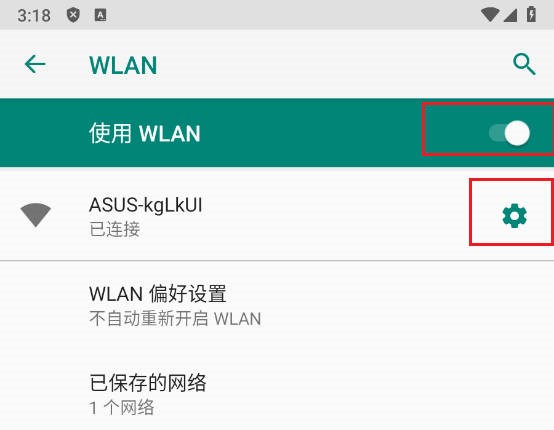 3:18
WLAN
使用 WLAN
ASUS-kgLkUI
已连接
WLAN 偏好设置
不自动重新开启 WLAN
已保存的网络
1 个网络